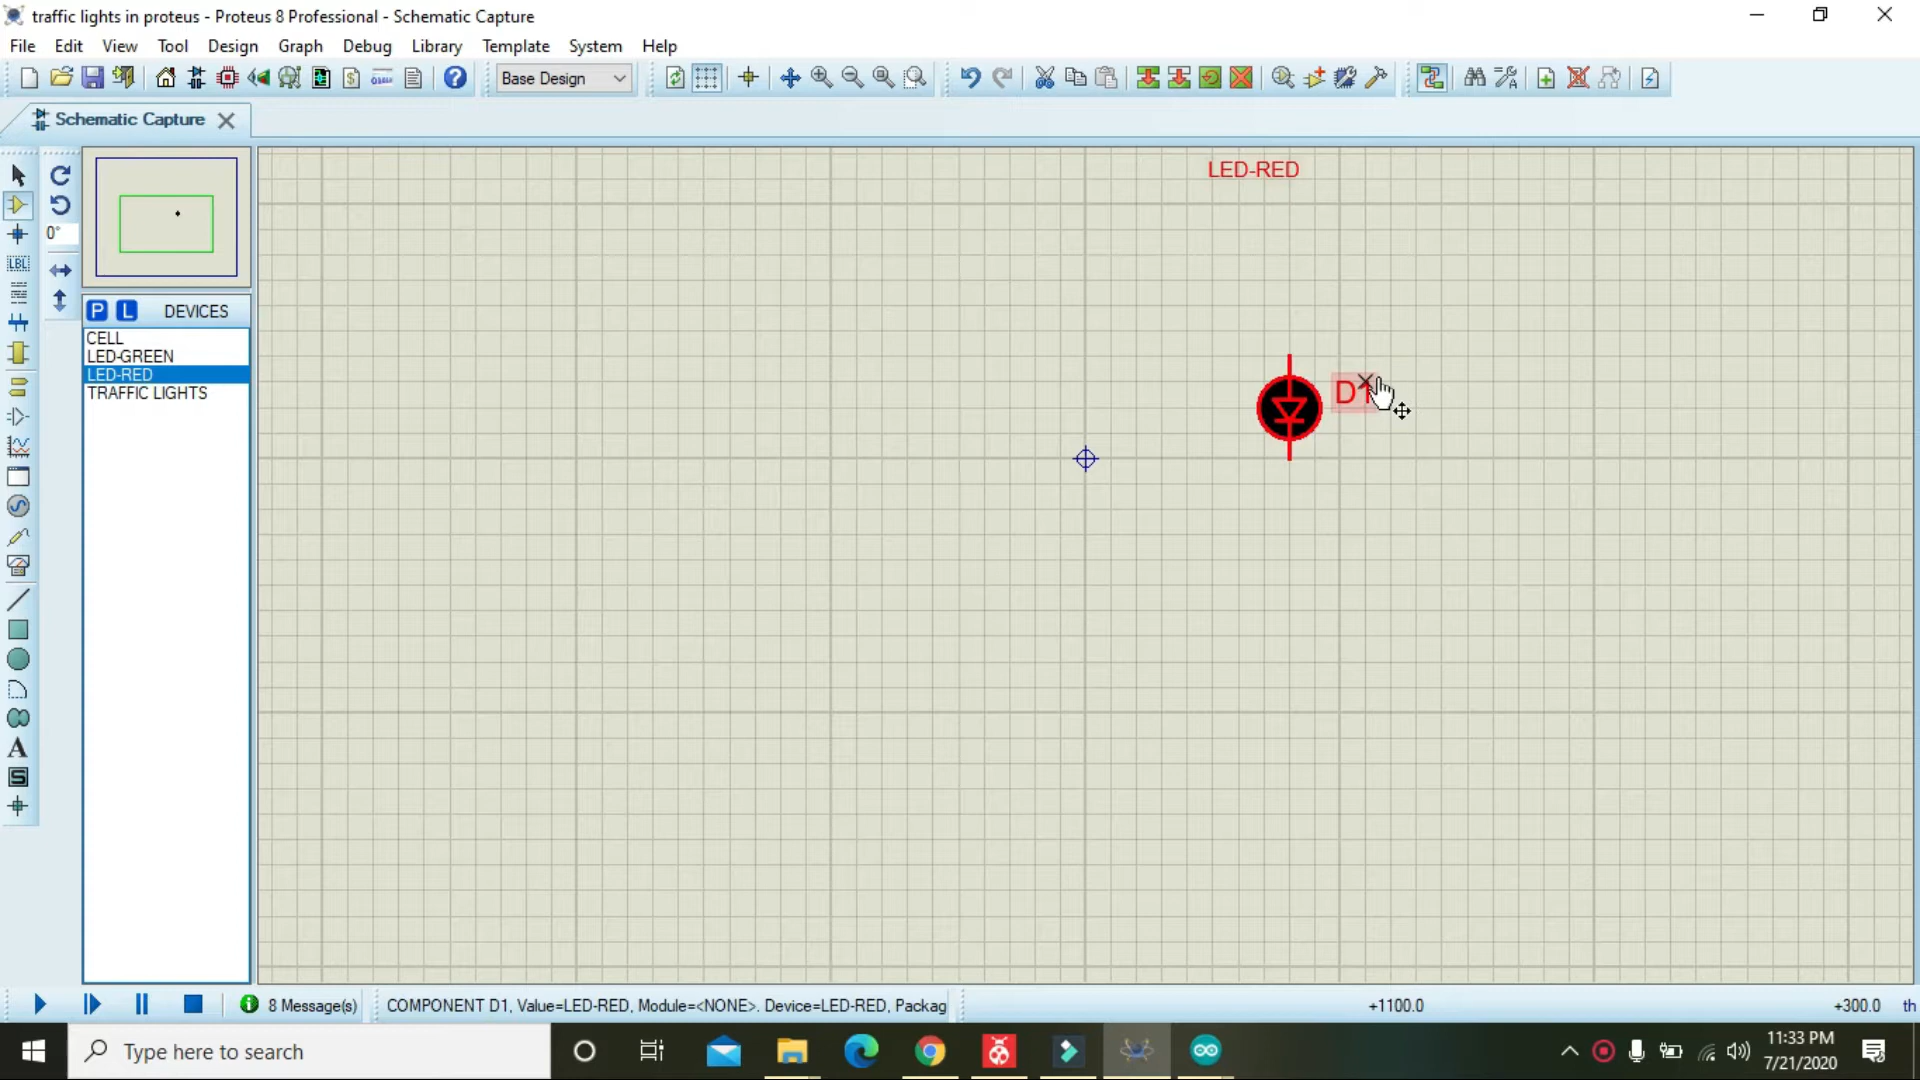 traffic lights in proteus - Proteus 8 Professional - Schematic Capture
File Edit View Tool Design Graph Debug Library Template System Help
Base Design
Schematic Capture
LED-RED
0°
LBL
P L DEVICES
CELL
LED-GREEN
LED-RED
TRAFFIC LIGHTS
D1
A
S
8 Message(s) COMPONENT D1, Value=LED-RED, Module=<NONE>. Device=LED-RED, Packag +1100.0 +300.0 th
Type here to search
11:33 PM
7/21/2020